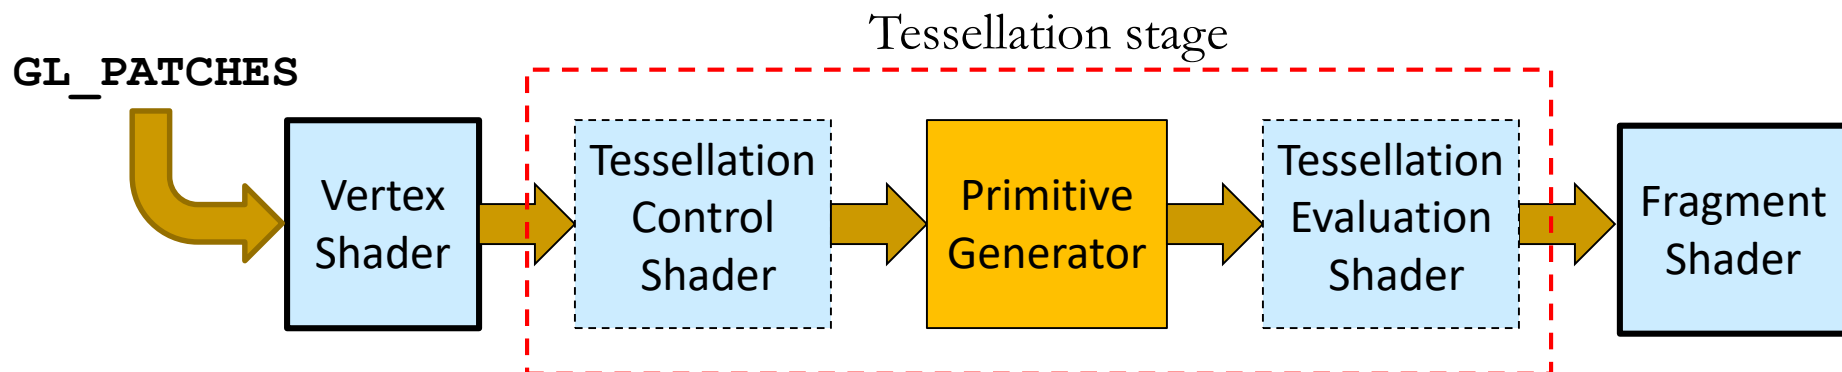 Tessellation stage
GL_PATCHES
Vertex
Shader
Tessellation
Control
Shader
Primitive
Generator
Tessellation
Evaluation
Shader
Fragment
Shader